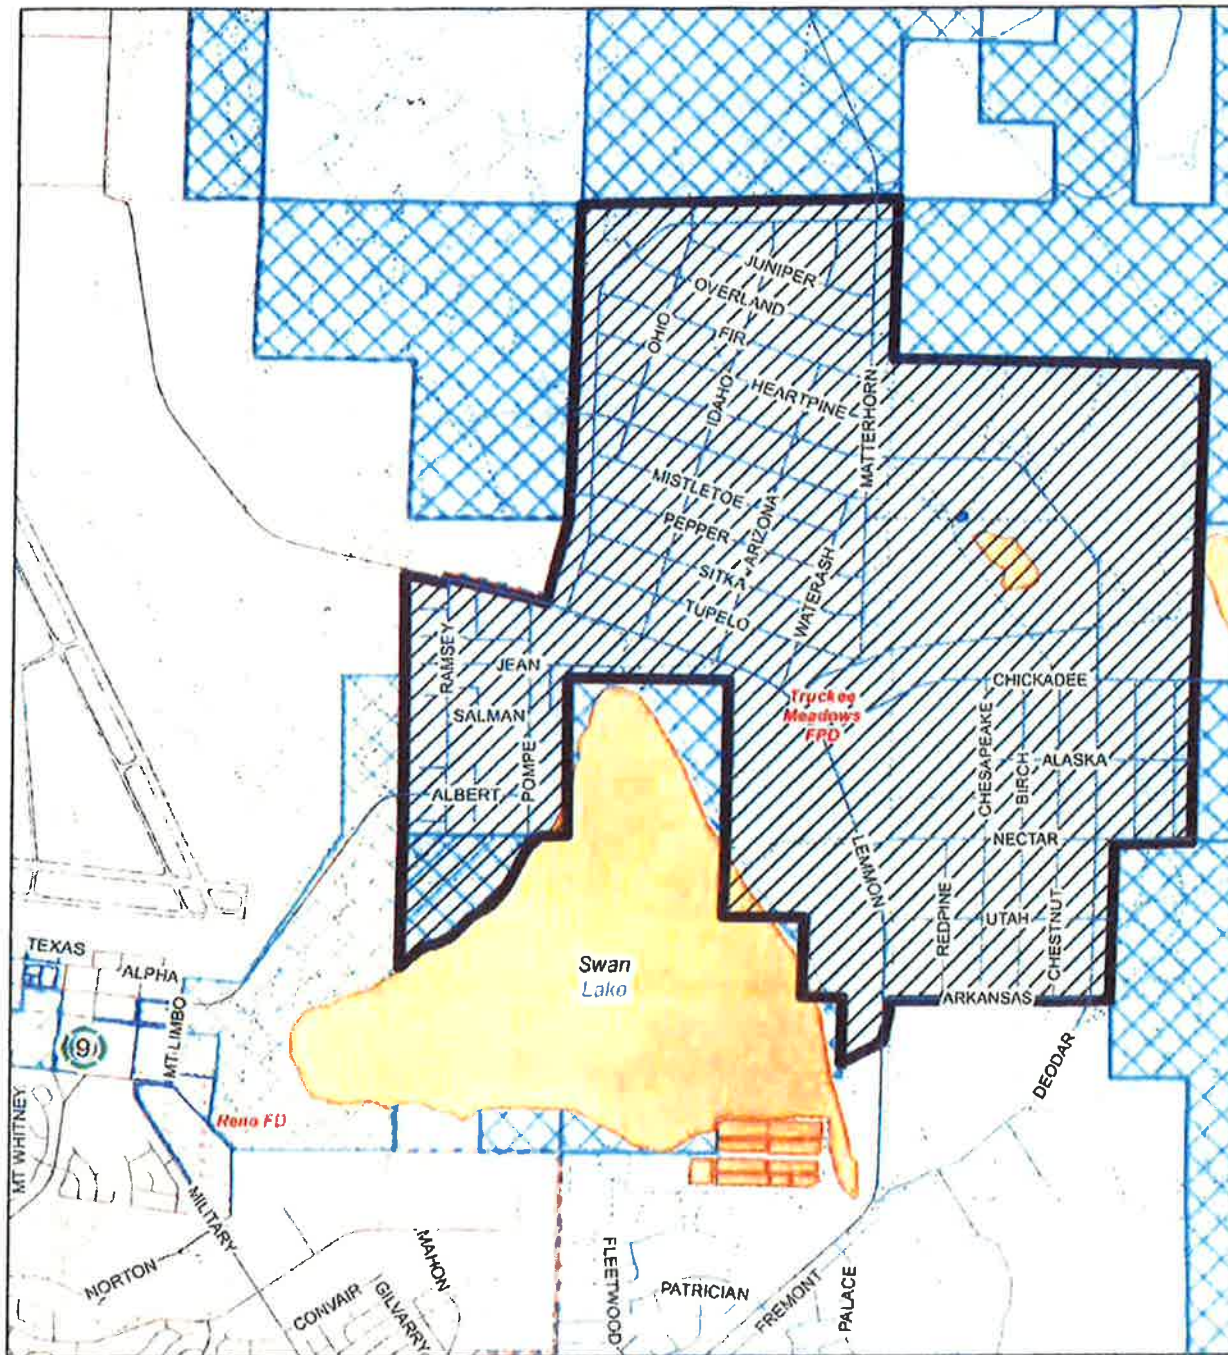 JUNIPER
OVERLAND
OHIO
FIR
IDAHO
HEARTPINE
MATTERHORN
MISTLETOE
ARIZONA
PEPPER
WATERASH
SITKA
TUPELO
RAMSEY
JEAN
SALMAN
POMPE
ALBERT
Truckee
Meadows
FPD
CHICKADEE
CHESAPEAKE
BIRCH
ALASKA
LEMMON
NECTAR
REDPINE
UTAH
CHESTNUT
ARKANSAS
TEXAS
ALPHA
MT LIMBO
9
Swan
Lake
DEODAR
MT WHITNEY
Reno FD
MILITARY
NORTON
MAHON
CONVAIR
GILVARRY
FLEETWOOD
PATRICIAN
FREMONT
PALACE